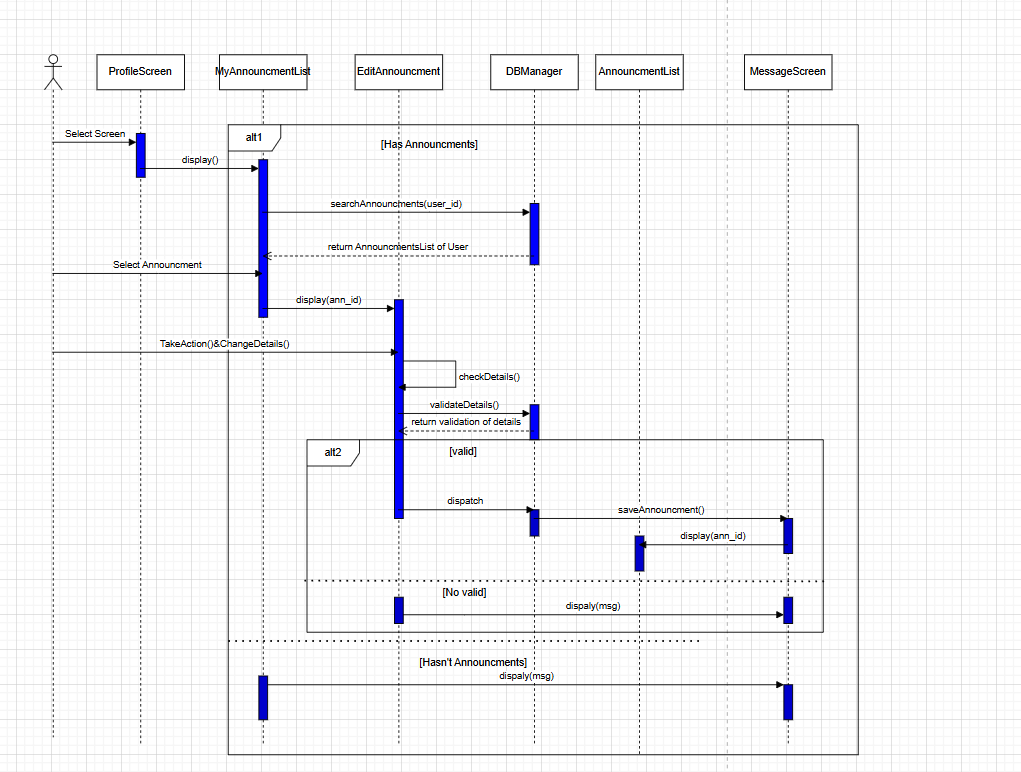 ProfileScreen
MyAnnouncmentList
EditAnnouncment
DBManager
AnnouncmentList
MessageScreen
Select Screen
alt1
[Has Announcments]
display()
searchAnnouncments(user_id)
return AnnouncmentsList of User
Select Announcment
display(ann_id)
TakeAction()&ChangeDetails()
checkDetails()
validateDetails()
return validation of details
alt2
[valid]
dispatch
saveAnnouncment()
display(ann_id)
[No valid]
dispaly(msg)
[Hasn't Announcments]
dispaly(msg)